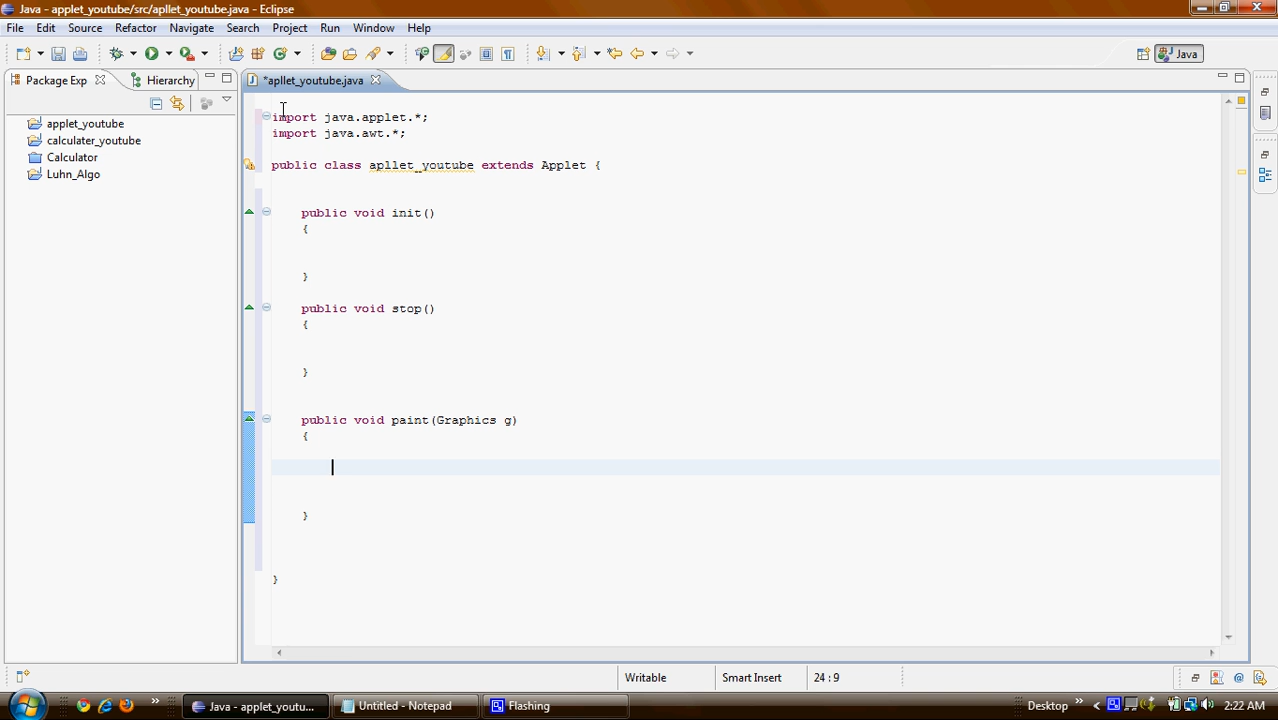 Java - applet_youtube/src/apllet_youtube.java - Eclipse
File Edit Source Refactor Navigate Search Project Run Window Help
Java
Package Exp Hierarchy
*apllet_youtube.java
applet_youtube
calculater_youtube
Calculator
Luhn_Algo
import java.applet.*;
import java.awt.*;
public class apllet_youtube extends Applet {
public void init()
{
}
public void stop()
{
}
public void paint(Graphics g)
{
}
}
Writable Smart Insert 24 : 9
Java - applet_youtu... Untitled - Notepad Flashing Desktop 2:22 AM